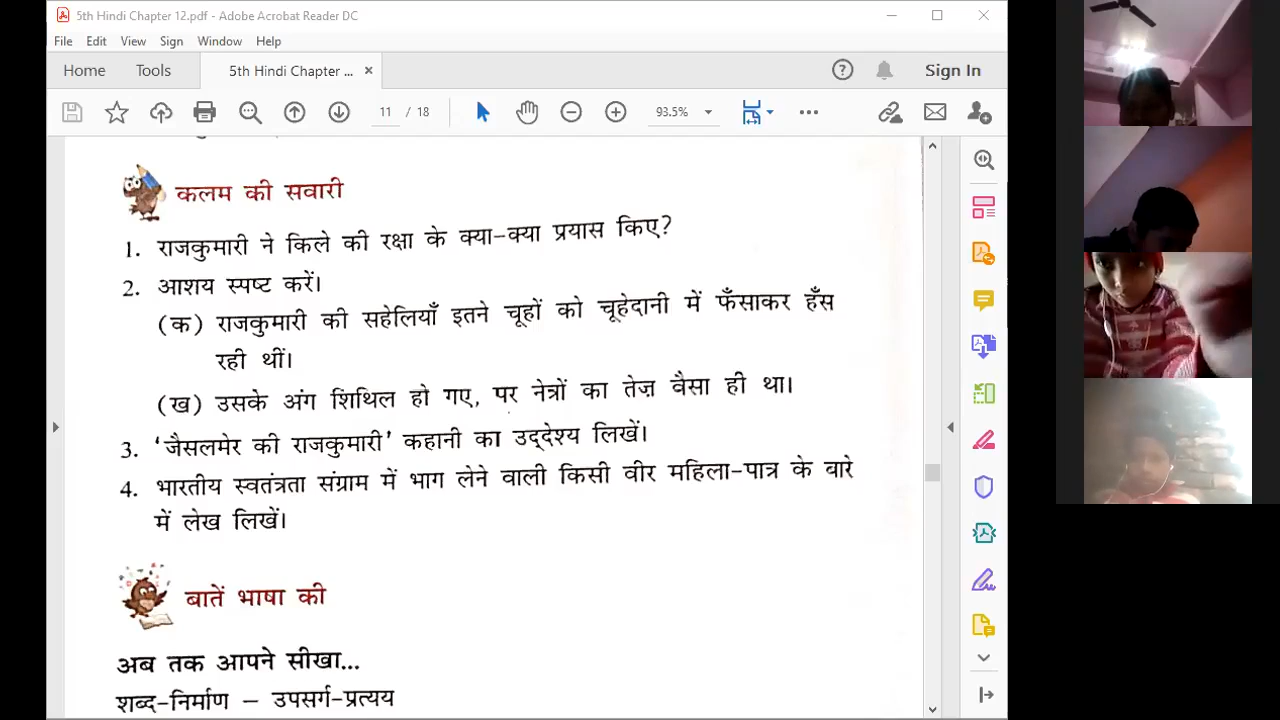 5th Hindi Chapter 12.pdf - Adobe Acrobat Reader DC
File Edit View Sign Window Help
Home Tools 5th Hindi Chapter ... × Sign In
11 / 18 93.5%
कलम की सवारी
1. राजकुमारी ने किले की रक्षा के क्या-क्या प्रयास किए?
2. आशय स्पष्ट करें।
(क) राजकुमारी की सहेलियाँ इतने चूहों को चूहेदानी में फँसाकर हँस
रही थीं।
(ख) उसके अंग शिथिल हो गए, पर नेत्रों का तेज़ वैसा ही था।
3. 'जैसलमेर की राजकुमारी' कहानी का उद्देश्य लिखें।
4. भारतीय स्वतंत्रता संग्राम में भाग लेने वाली किसी वीर महिला-पात्र के बारे
में लेख लिखें।
बातें भाषा की
अब तक आपने सीखा...
शब्द-निर्माण – उपसर्ग-प्रत्यय